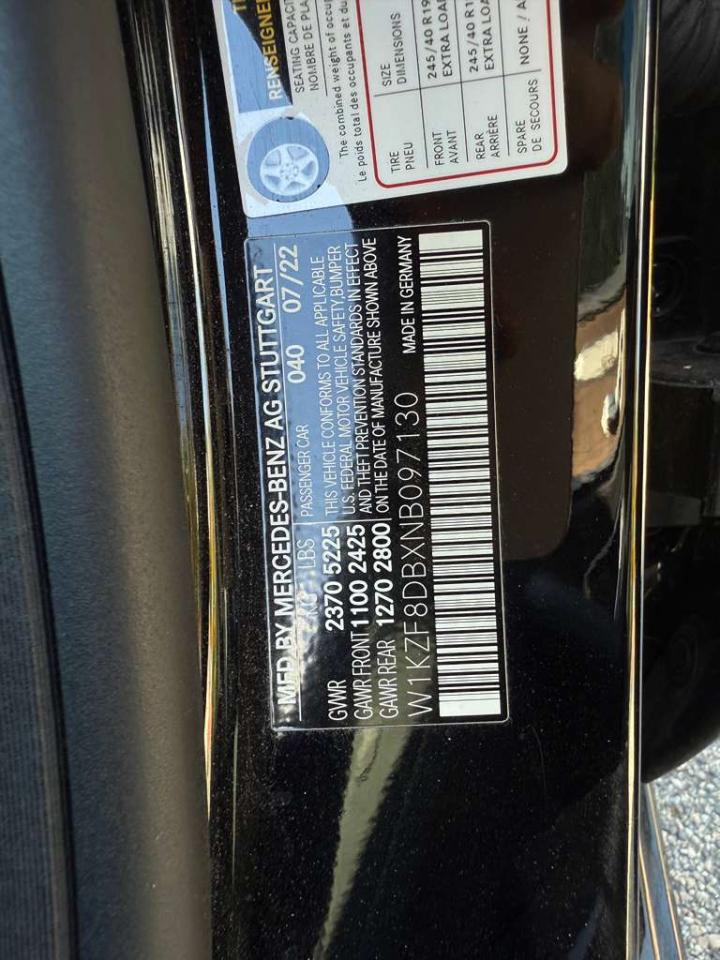 RENSEIGNE
SEATING CAPACI
NOMBRE DE PLA
The combined weight of occup
Le poids total des occupants et du
TIRE
PNEU
SIZE
DIMENSIONS
FRONT
AVANT
245/40 R19
EXTRA LOA
REAR
ARRIÈRE
245/40 R1
EXTRA LOA
SPARE
DE SECOURS
NONE / A
MFD BY MERCEDES-BENZ AG STUTTGART
KG LBS PASSENGER CAR 040 07/22
GVWR 2370 5225 THIS VEHICLE CONFORMS TO ALL APPLICABLE
U.S. FEDERAL MOTOR VEHICLE SAFETY,BUMPER
GAWR FRONT 1100 2425 AND THEFT PREVENTION STANDARDS IN EFFECT
GAWR REAR 1270 2800 ON THE DATE OF MANUFACTURE SHOWN ABOVE
W1KZF8DBXNB097130 MADE IN GERMANY